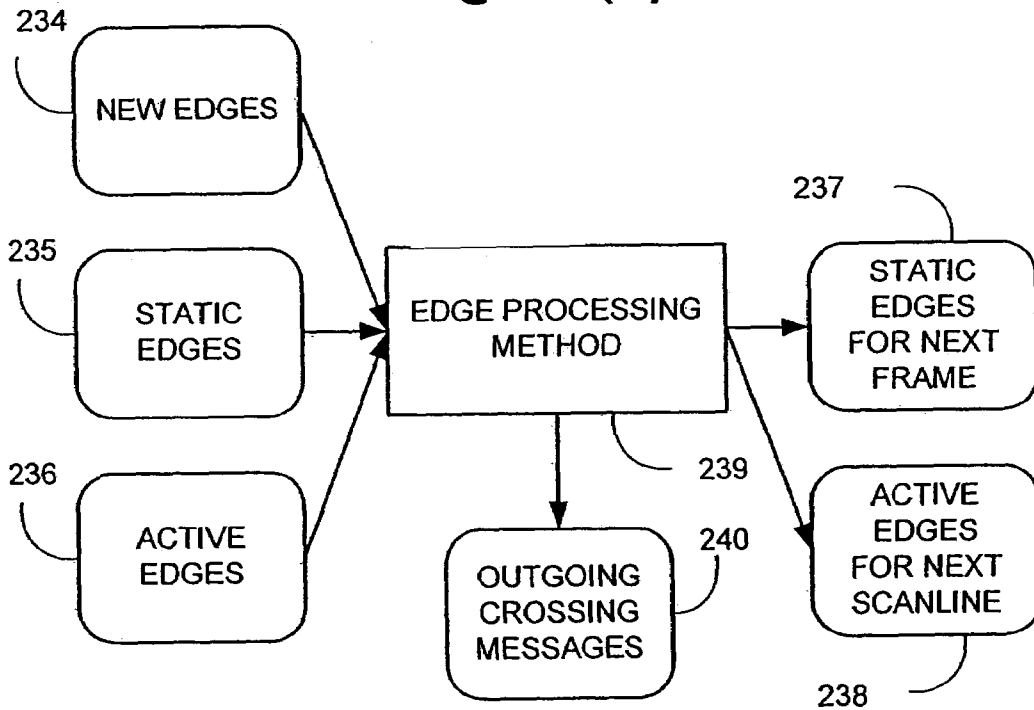 234
NEW EDGES
235
STATIC
EDGES
236
ACTIVE
EDGES
EDGE PROCESSING
METHOD
239
240
OUTGOING
CROSSING
MESSAGES
237
STATIC
EDGES
FOR NEXT
FRAME
ACTIVE
EDGES
FOR NEXT
SCANLINE
238